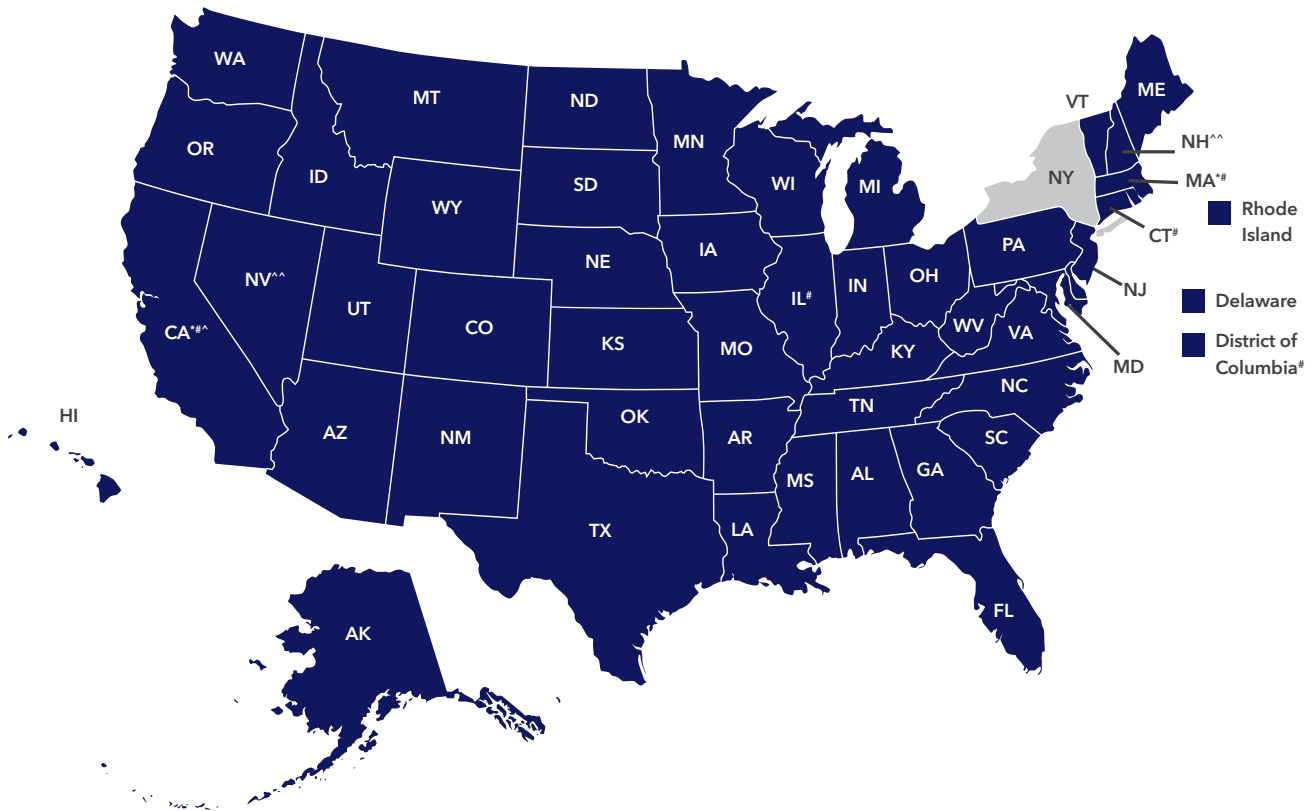 WA
MT
ND
MN
ME
VT
OR
ID
SD
WI
MI
NH^^
NY
MA*#
WY
Rhode
Island
CT#
IA
PA
NE
NV^^
OH
IN
IL#
NJ
UT
CO
Delaware
CA*#^
KS
MO
WV
VA
KY
District of
Columbia#
MD
NC
HI
TN
OK
AZ
NM
AR
SC
GA
MS
AL
TX
LA
FL
AK